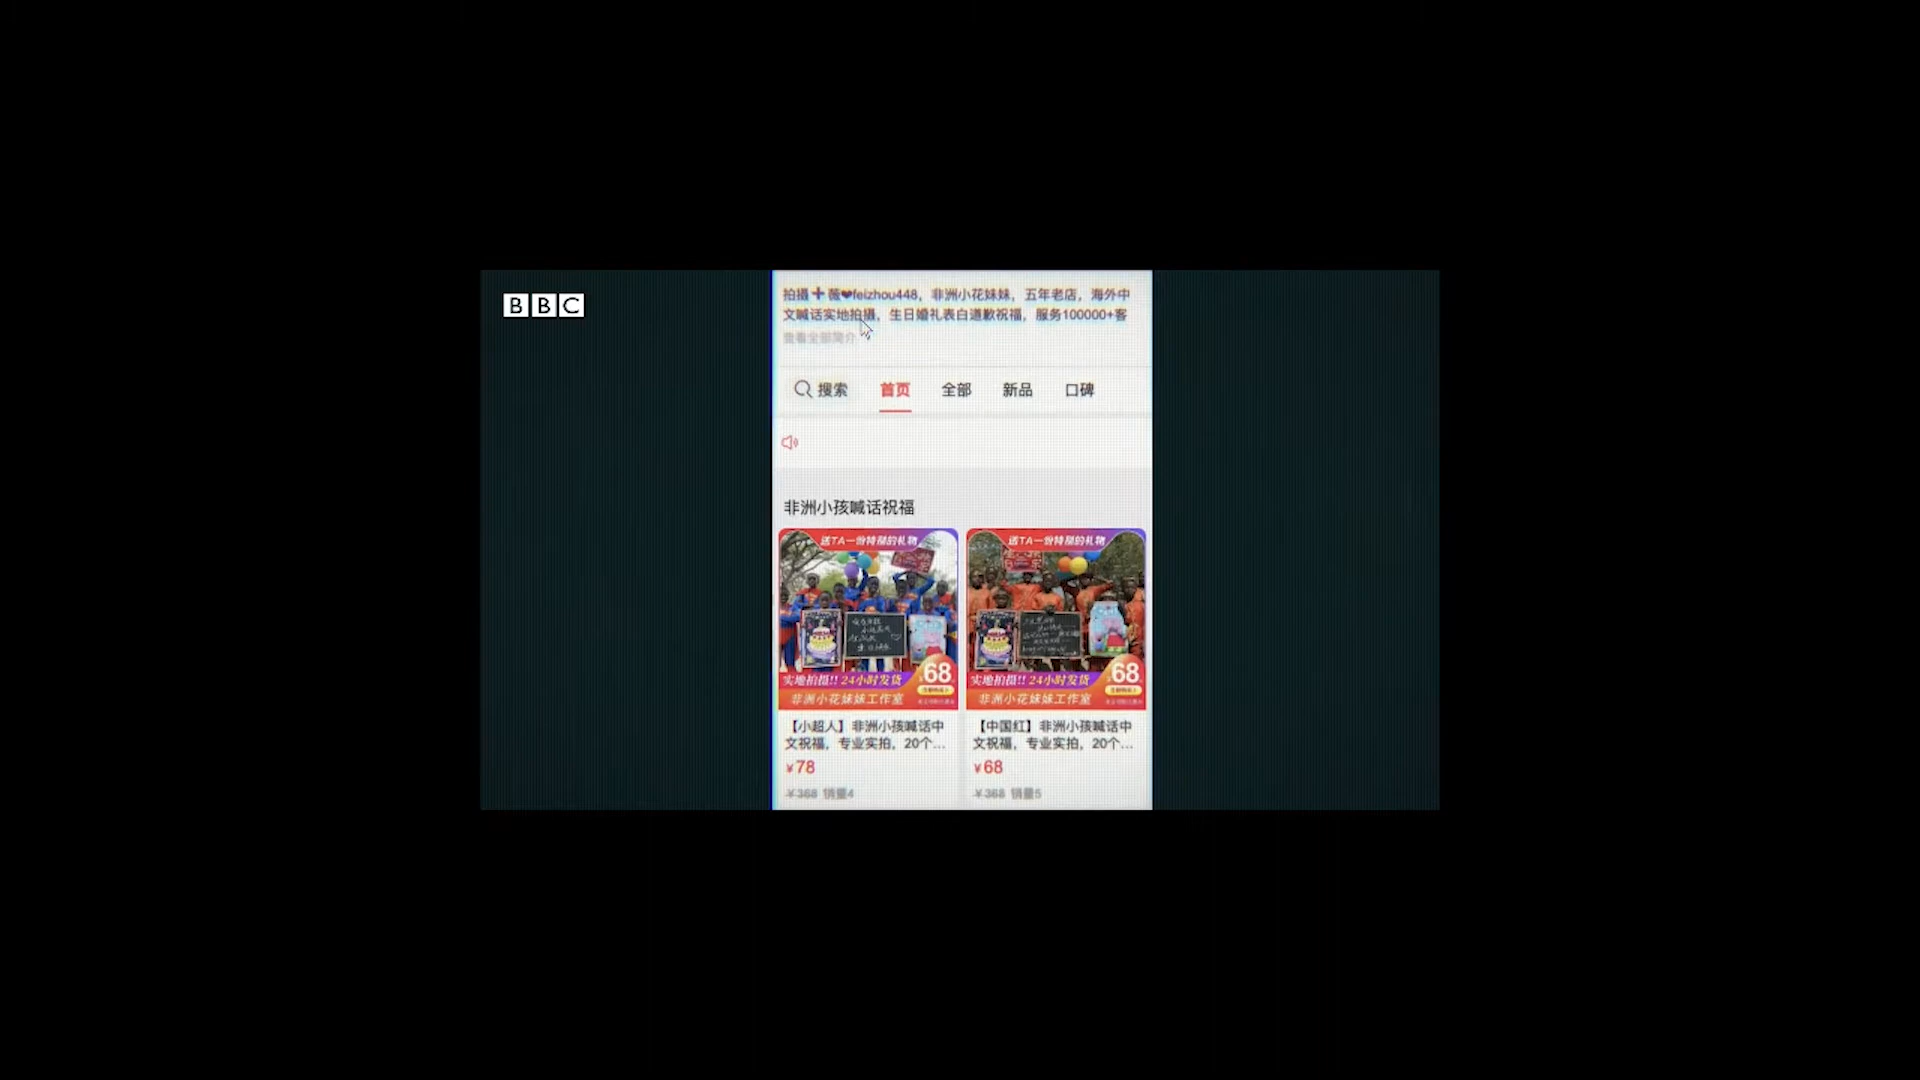 BBC
拍摄➕薇❤feizhou448，非洲小花妹妹，五年老店，海外中
文喊话实地拍摄，生日婚礼表白道歉祝福，服务100000+客
查看全部简介
搜索 首页 全部 新品 口碑
非洲小孩喊话祝福
送TA一份特别的礼物 送TA一份特别的礼物
68 68
实地拍摄!! 24小时发货 实地拍摄!! 24小时发货
非洲小花妹妹工作室 非洲小花妹妹工作室
【小超人】非洲小孩喊话中 【中国红】非洲小孩喊话中
文祝福，专业实拍，20个... 文祝福，专业实拍，20个...
¥78 ¥68
¥368 销量4 ¥368 销量5